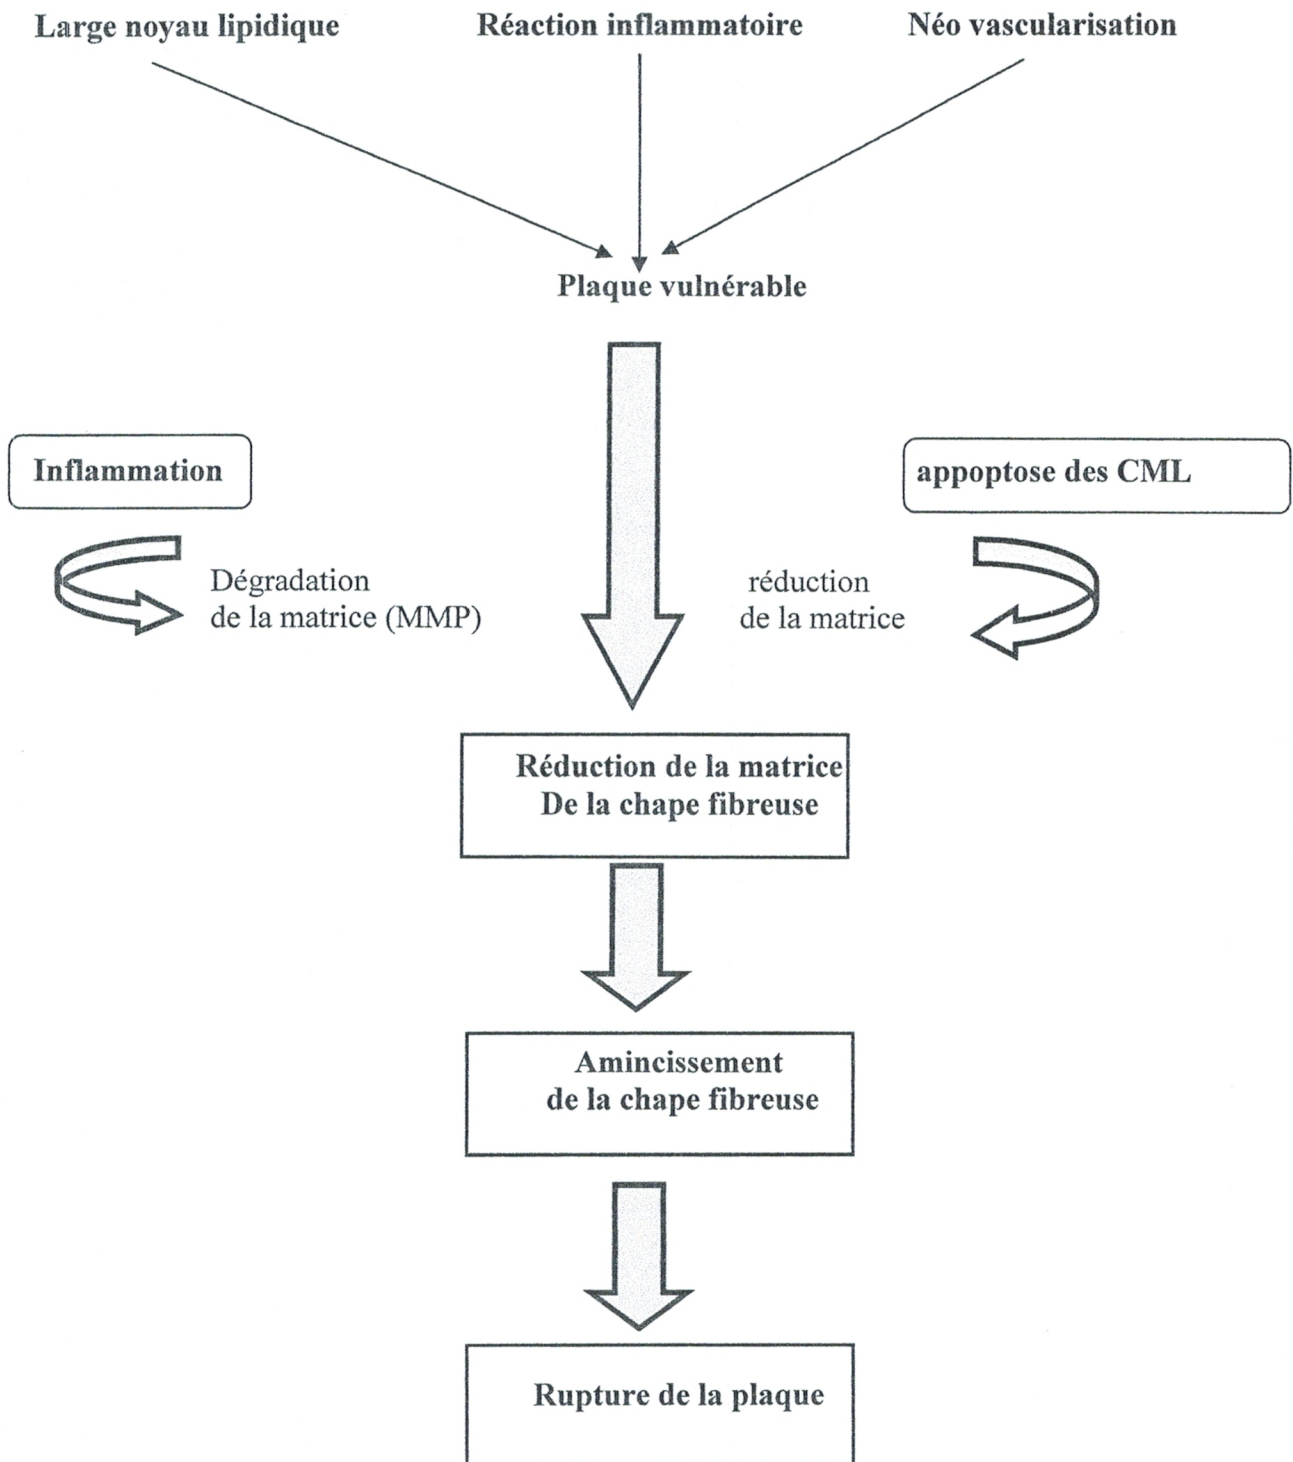 Large noyau lipidique
Réaction inflammatoire
Néo vascularisation
Plaque vulnérable
Inflammation
appoptose des CML
Dégradation
de la matrice (MMP)
réduction
de la matrice
Réduction de la matrice
De la chape fibreuse
Amincissement
de la chape fibreuse
Rupture de la plaque